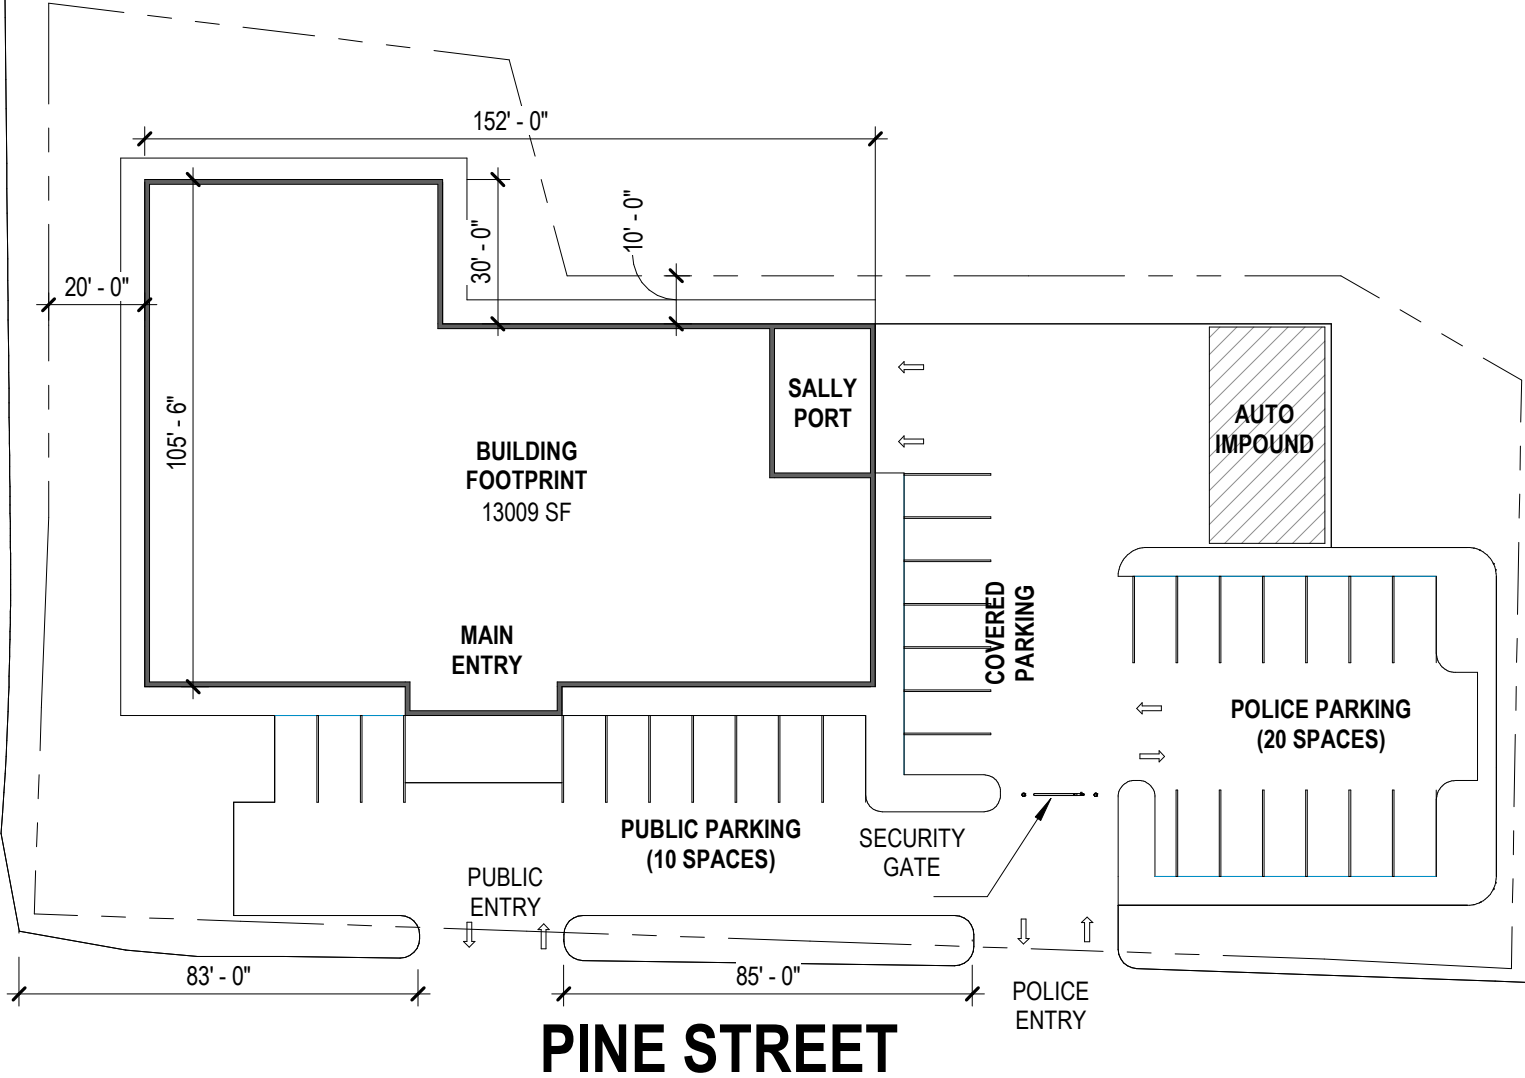 152' - 0"
10' - 0"
30' - 0"
20' - 0"
105' - 6"
SALLY
PORT
AUTO
IMPOUND
BUILDING
FOOTPRINT
13009 SF
MAIN
ENTRY
COVERED
PARKING
POLICE PARKING
(20 SPACES)
PUBLIC PARKING
(10 SPACES)
SECURITY
GATE
PUBLIC
ENTRY
83' - 0"
85' - 0"
POLICE
ENTRY
PINE STREET